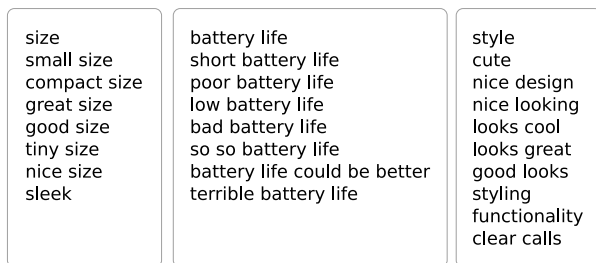 size
small size
compact size
great size
good size
tiny size
nice size
sleek
battery life
short battery life
poor battery life
low battery life
bad battery life
so so battery life
battery life could be better
terrible battery life
style
cute
nice design
nice looking
looks cool
looks great
good looks
styling
functionality
clear calls